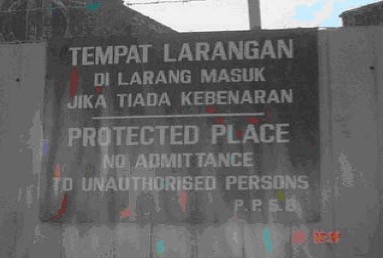 TEMPAT LARANGAN
DI LARANG MASUK
JIKA TIADA KEBENARAN
PROTECTED PLACE
NO ADMITTANCE
TO UNAUTHORISED PERSONS